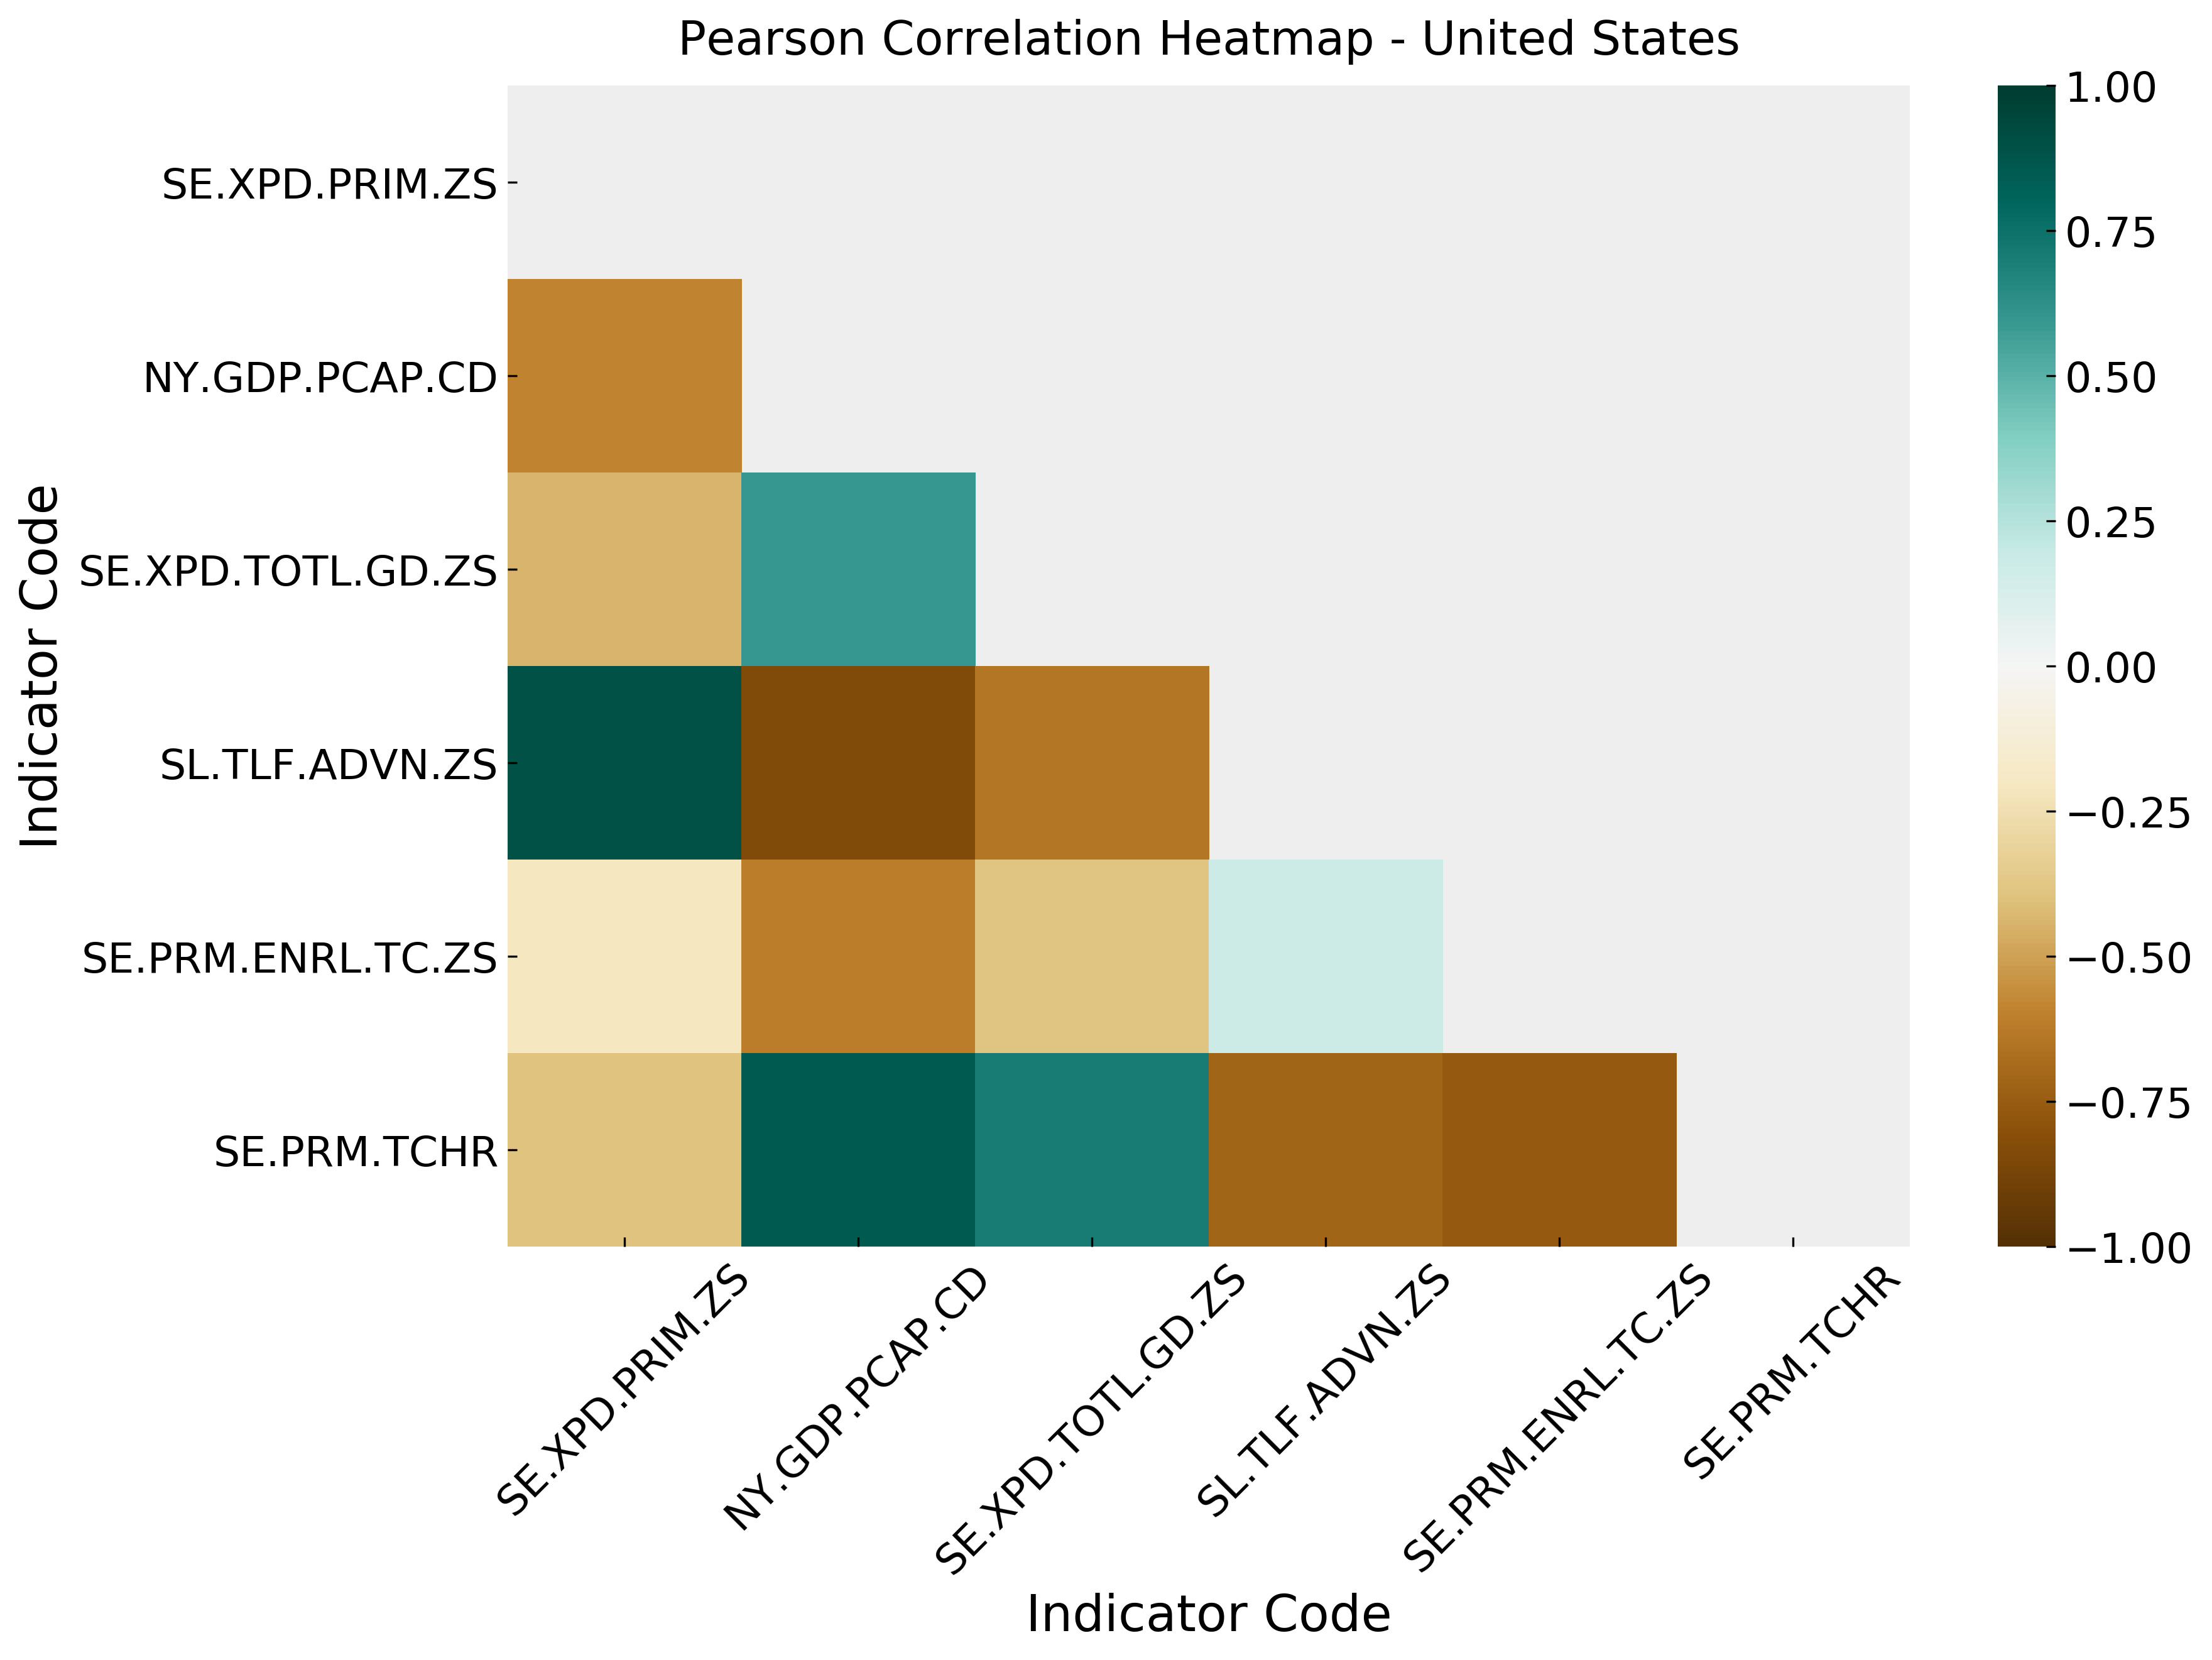 Pearson Correlation Heatmap - United States
Indicator Code
SE.XPD.PRIM.ZS
NY.GDP.PCAP.CD
SE.XPD.TOTL.GD.ZS
SL.TLF.ADVN.ZS
SE.PRM.ENRL.TC.ZS
SE.PRM.TCHR
SE.XPD.PRIM.ZS
NY.GDP.PCAP.CD
SE.XPD.TOTL.GD.ZS
SL.TLF.ADVN.ZS
SE.PRM.ENRL.TC.ZS
SE.PRM.TCHR
Indicator Code
1.00
0.75
0.50
0.25
0.00
−0.25
−0.50
−0.75
−1.00